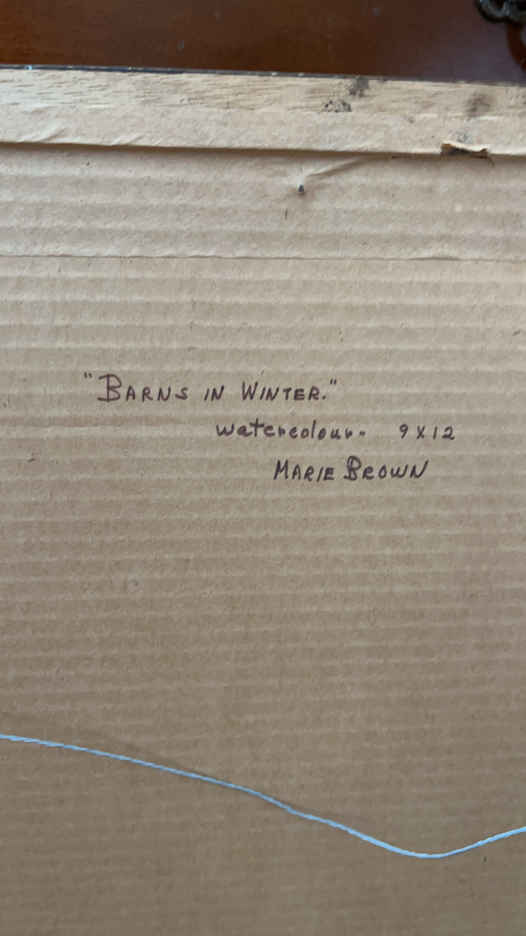 "BARNS IN WINTER."
watercolour- 9 X 12
MARIE BROWN